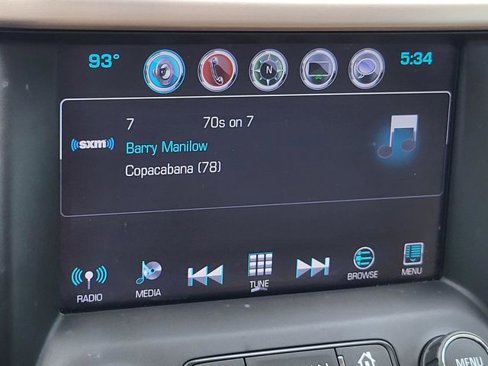 93°
N
5:34
7 70s on 7
sxm
Barry Manilow
Copacabana (78)
RADIO
MEDIA
TUNE
BROWSE
MENU
MENU